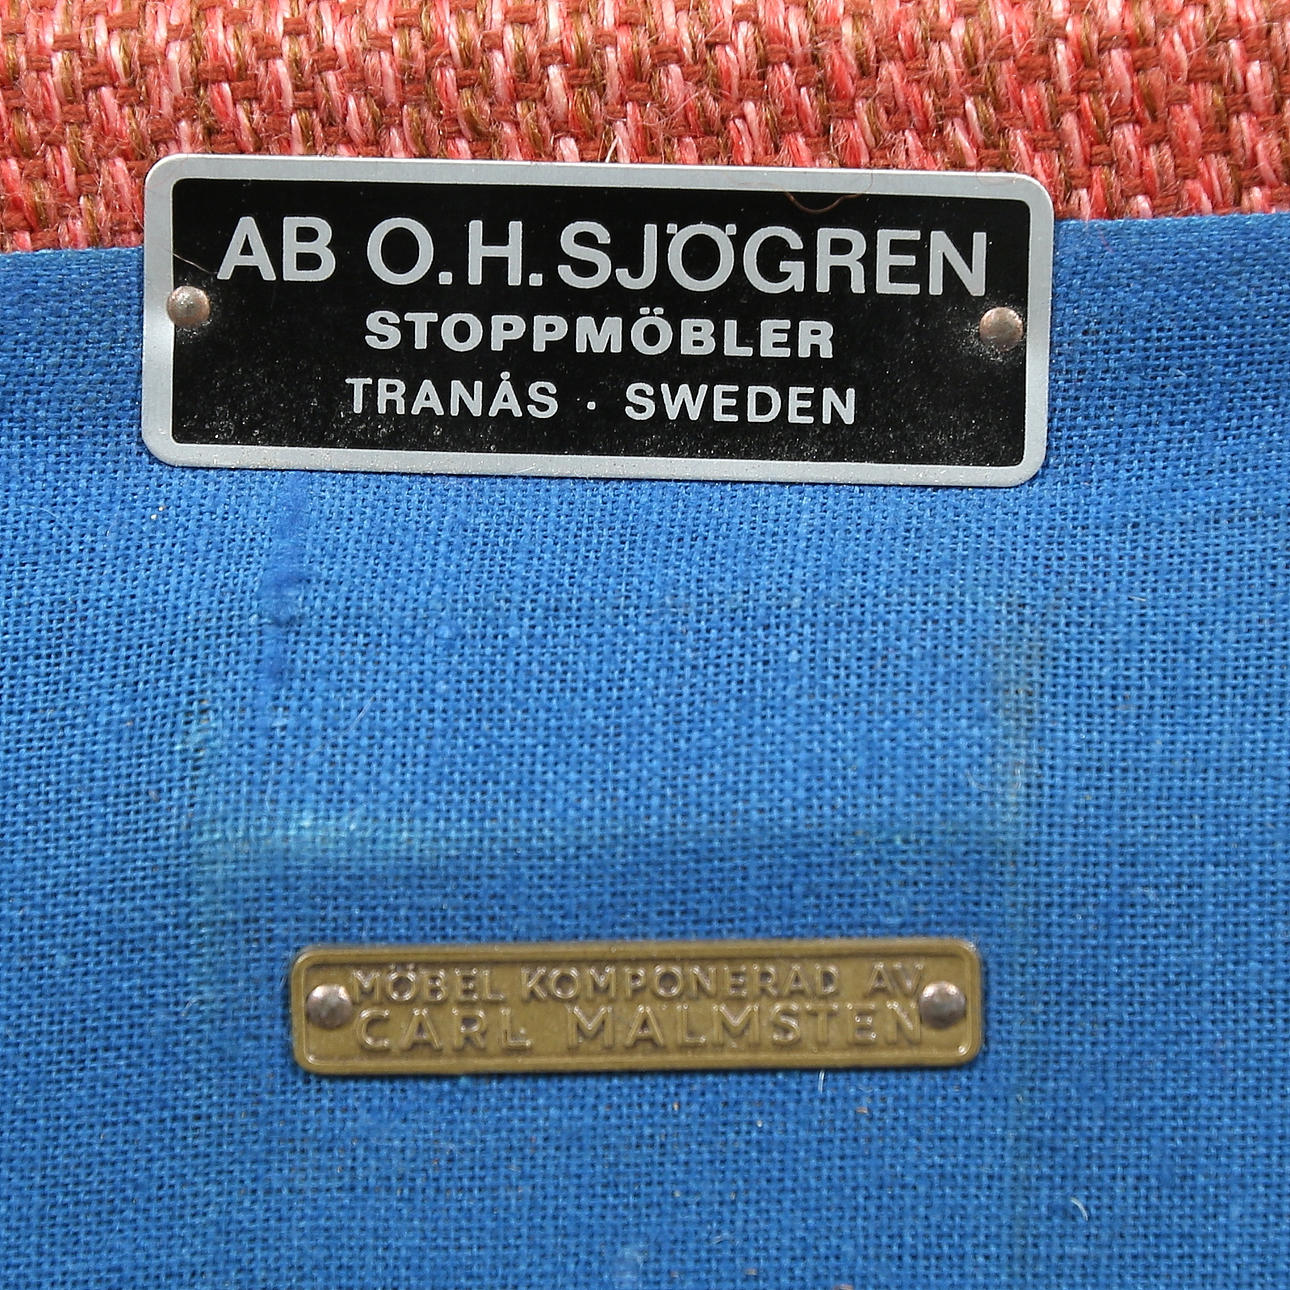 AB O.H. SJÖGREN
STOPPMÖBLER
TRANÅS · SWEDEN
MÖBEL KOMPONERAD AV
CARL MALMSTEN